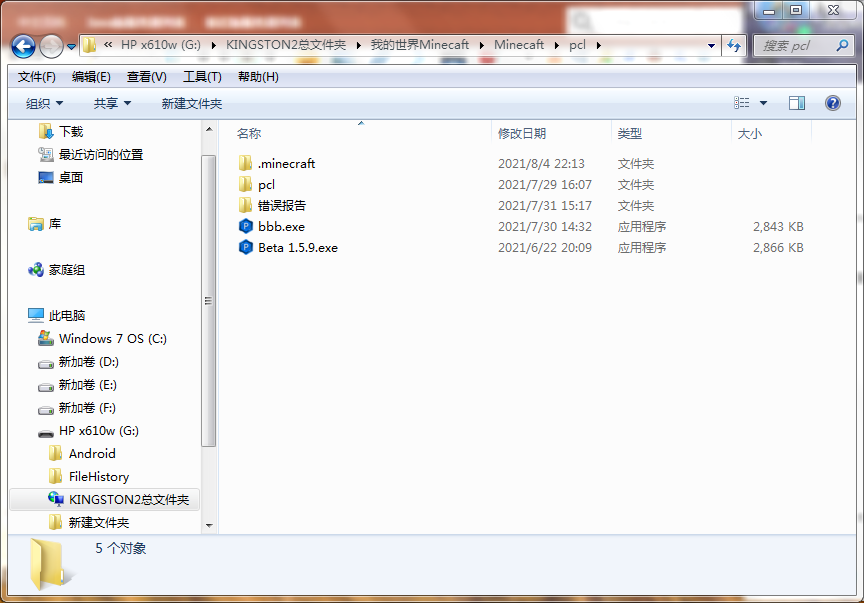 « HP x610w (G:) ▸ KINGSTON2总文件夹 ▸ 我的世界Minecaft ▸ Minecaft ▸ pcl ▸
搜索 pcl
文件(F) 编辑(E) 查看(V) 工具(T) 帮助(H)
组织 共享 新建文件夹
下载
最近访问的位置
桌面
库
家庭组
此电脑
Windows 7 OS (C:)
新加卷 (D:)
新加卷 (E:)
新加卷 (F:)
HP x610w (G:)
Android
FileHistory
KINGSTON2总文件夹
新建文件夹
名称 修改日期 类型 大小
.minecraft 2021/8/4 22:13 文件夹
pcl 2021/7/29 16:07 文件夹
错误报告 2021/7/31 15:17 文件夹
bbb.exe 2021/7/30 14:32 应用程序 2,843 KB
Beta 1.5.9.exe 2021/6/22 20:09 应用程序 2,866 KB
5 个对象